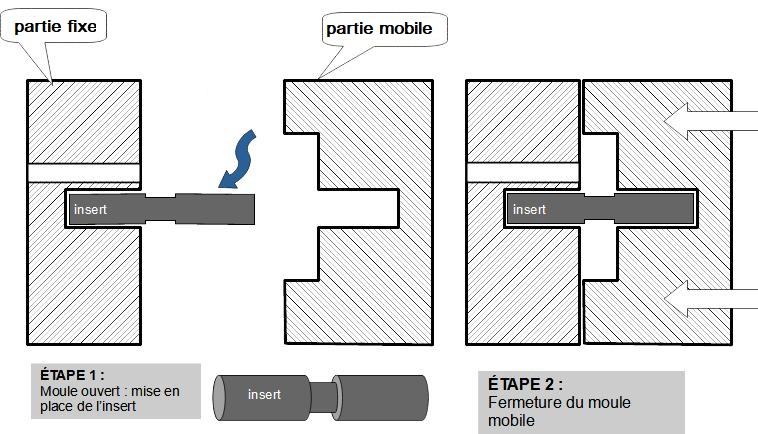 partie fixe
partie mobile
insert
insert
ÉTAPE 1 :
Moule ouvert : mise en
place de l'insert
insert
ÉTAPE 2 :
Fermeture du moule
mobile